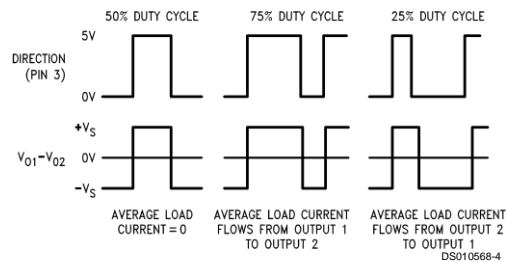 50% DUTY CYCLE
75% DUTY CYCLE
25% DUTY CYCLE
5V
DIRECTION
(PIN 3)
0V
+VS
VO1−VO2
0V
−VS
AVERAGE LOAD
CURRENT = 0
AVERAGE LOAD CURRENT
FLOWS FROM OUTPUT 1
TO OUTPUT 2
AVERAGE LOAD CURRENT
FLOWS FROM OUTPUT 2
TO OUTPUT 1
DS010568-4